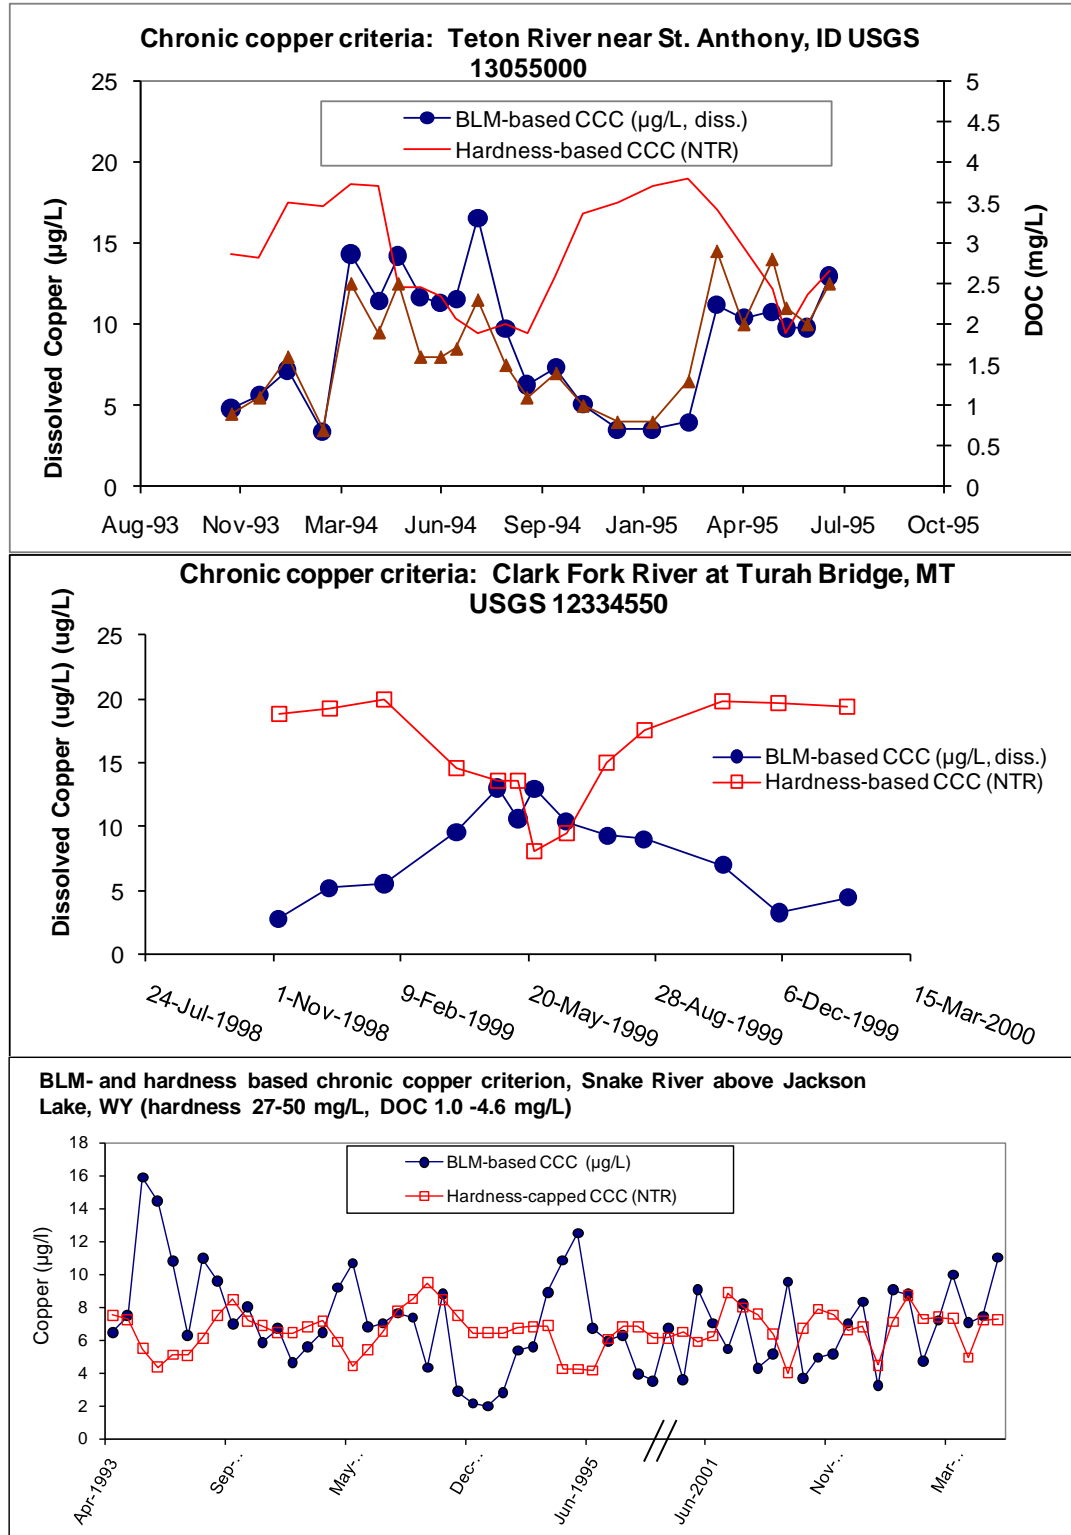 Chronic copper criteria: Teton River near St. Anthony, ID USGS
13055000
25
20
15
10
5
0
Dissolved Copper (µg/L)
5
4.5
4
3.5
3
2.5
2
1.5
1
0.5
0
DOC (mg/L)
BLM-based CCC (µg/L, diss.)
Hardness-based CCC (NTR)
Aug-93 Nov-93 Mar-94 Jun-94 Sep-94 Jan-95 Apr-95 Jul-95 Oct-95
Chronic copper criteria: Clark Fork River at Turah Bridge, MT
USGS 12334550
25
20
15
10
5
0
Dissolved Copper (ug/L) (ug/L)
BLM-based CCC (µg/L, diss.)
Hardness-based CCC (NTR)
24-Jul-1998 1-Nov-1998 9-Feb-1999 20-May-1999 28-Aug-1999 6-Dec-1999 15-Mar-2000
BLM- and hardness based chronic copper criterion, Snake River above Jackson
Lake, WY (hardness 27-50 mg/L, DOC 1.0 -4.6 mg/L)
18
16
14
12
10
8
6
4
2
0
Copper (µg/l)
BLM-based CCC (µg/L)
Hardness-capped CCC (NTR)
Apr-1993 Sep-... May-... Dec-... Jun-1995 Jun-2001 Nov-... Mar-...